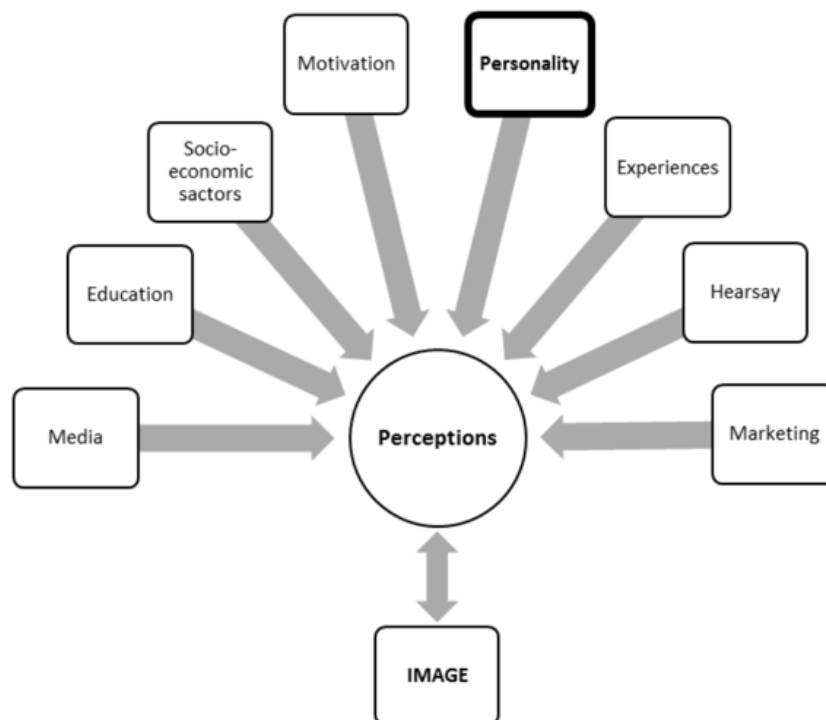 Motivation
Personality
Socio-
economic
sactors
Experiences
Education
Hearsay
Media
Perceptions
Marketing
IMAGE